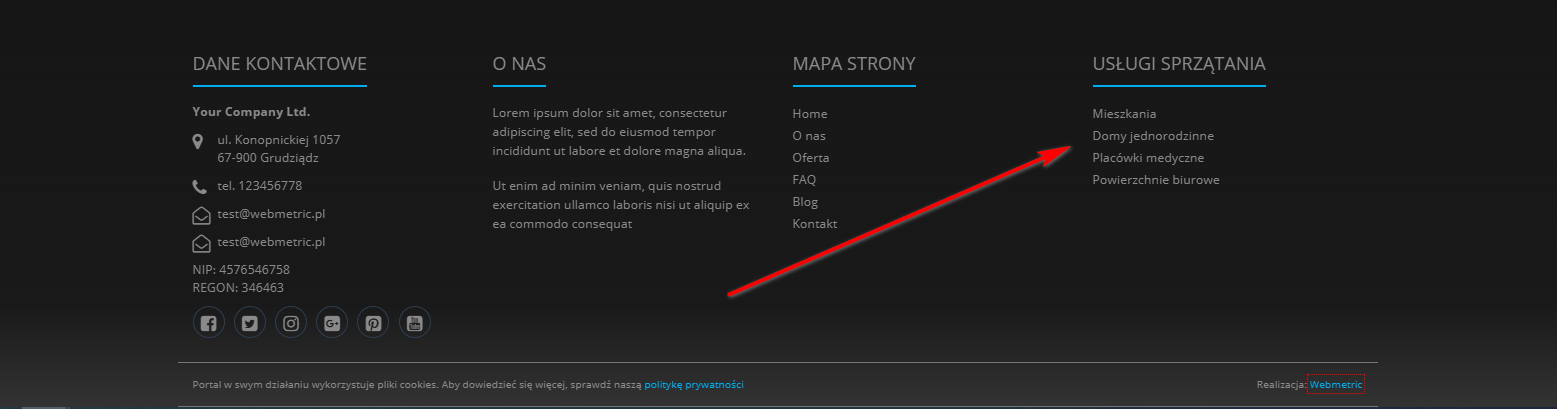 DANE KONTAKTOWE
Your Company Ltd.
ul. Konopnickiej 1057
67-900 Grudziądz
tel. 123456778
test@webmetric.pl
test@webmetric.pl
NIP: 4576546758
REGON: 346463
O NAS
Lorem ipsum dolor sit amet, consectetur
adipiscing elit, sed do eiusmod tempor
incididunt ut labore et dolore magna aliqua.
Ut enim ad minim veniam, quis nostrud
exercitation ullamco laboris nisi ut aliquip ex
ea commodo consequat
MAPA STRONY
Home
O nas
Oferta
FAQ
Blog
Kontakt
USŁUGI SPRZĄTANIA
Mieszkania
Domy jednorodzinne
Placówki medyczne
Powierzchnie biurowe
Portal w swym działaniu wykorzystuje pliki cookies. Aby dowiedzieć się więcej, sprawdź naszą politykę prywatności
Realizacja: Webmetric